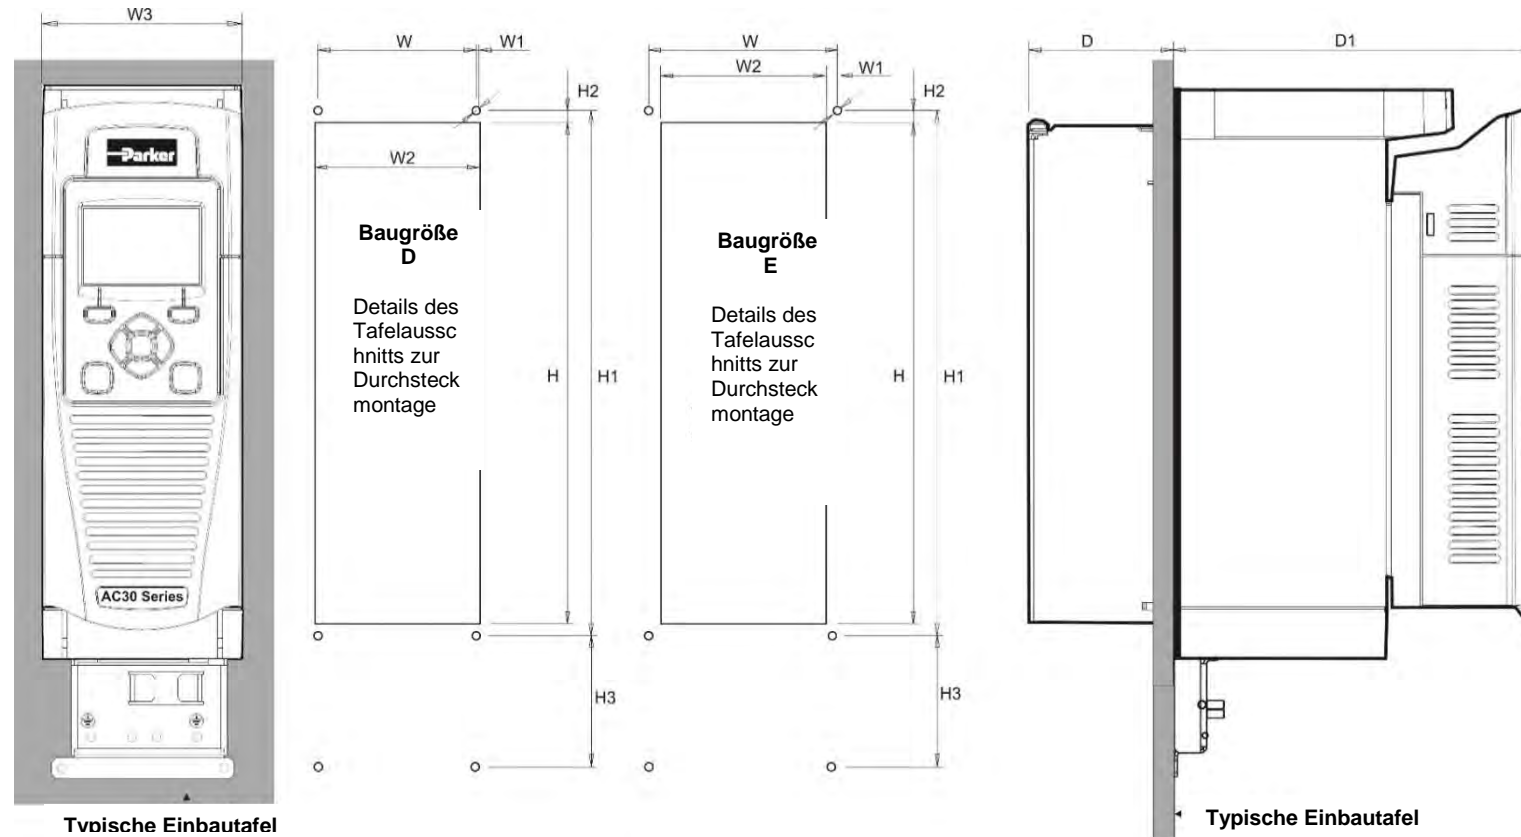 W3
Parker
AC30 Series
Typische Einbautafel
W
W1
H2
W2
Baugröße
D
Details des
Tafelaussc
hnitts zur
Durchsteck
montage
H
H1
H3
W
W2
W1
H2
Baugröße
E
Details des
Tafelaussc
hnitts zur
Durchsteck
montage
H
H1
H3
D
D1
Typische Einbautafel